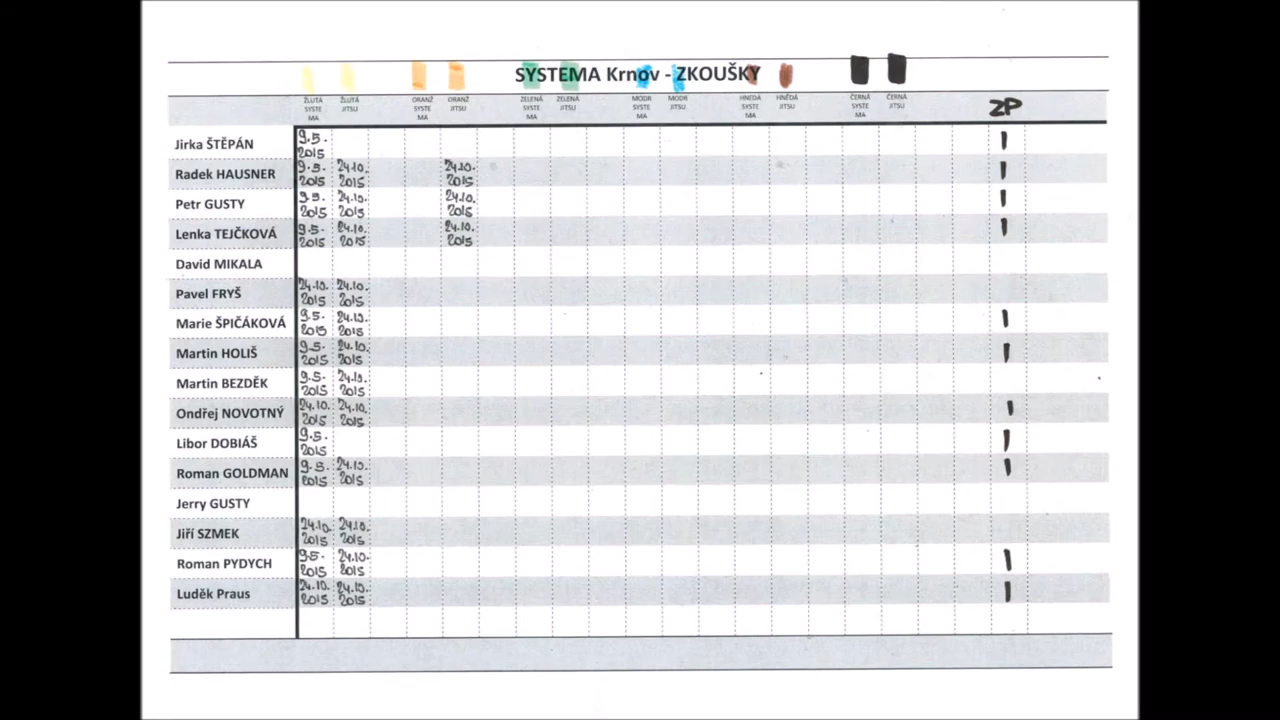 SYSTEMA Krnov - ZKOUŠKY
ŽLUTÁ ŽLUTÁ ORANŽ ORANŽ ZELENÁ ZELENÁ MODR MODR HNĚDÁ HNĚDÁ ČERNÁ ČERNÁ
SYSTE JITSU SYSTE JITSU SYSTE JITSU SYSTE JITSU SYSTE JITSU SYSTE JITSU ZP
MA MA MA MA MA MA
Jirka ŠTĚPÁN 9.5. I
2015
Radek HAUSNER 9.5. 24.10. 24.10. I
2015 2015 2015
Petr GUSTY 9.5. 24.10. 24.10. I
2015 2015 2015
Lenka TEJČKOVÁ 9.5. 24.10. 24.10. I
2015 2015 2015
David MIKALA
Pavel FRYŠ 24.10. 24.10.
2015 2015
Marie ŠPIČÁKOVÁ 9.5. 24.10. I
2015 2015
Martin HOLIŠ 9.5. 24.10. I
2015 2015
Martin BEZDĚK 9.5. 24.10.
2015 2015
Ondřej NOVOTNÝ 24.10. 24.10. I
2015 2015
Libor DOBIÁŠ 9.5. I
2015
Roman GOLDMAN 9.5. 24.10. I
2015 2015
Jerry GUSTY
Jiří SZMEK 24.10. 24.10.
2015 2015
Roman PYDYCH 9.5. 24.10. I
2015 2015
Luděk Praus 24.10. 24.10. I
2015 2015